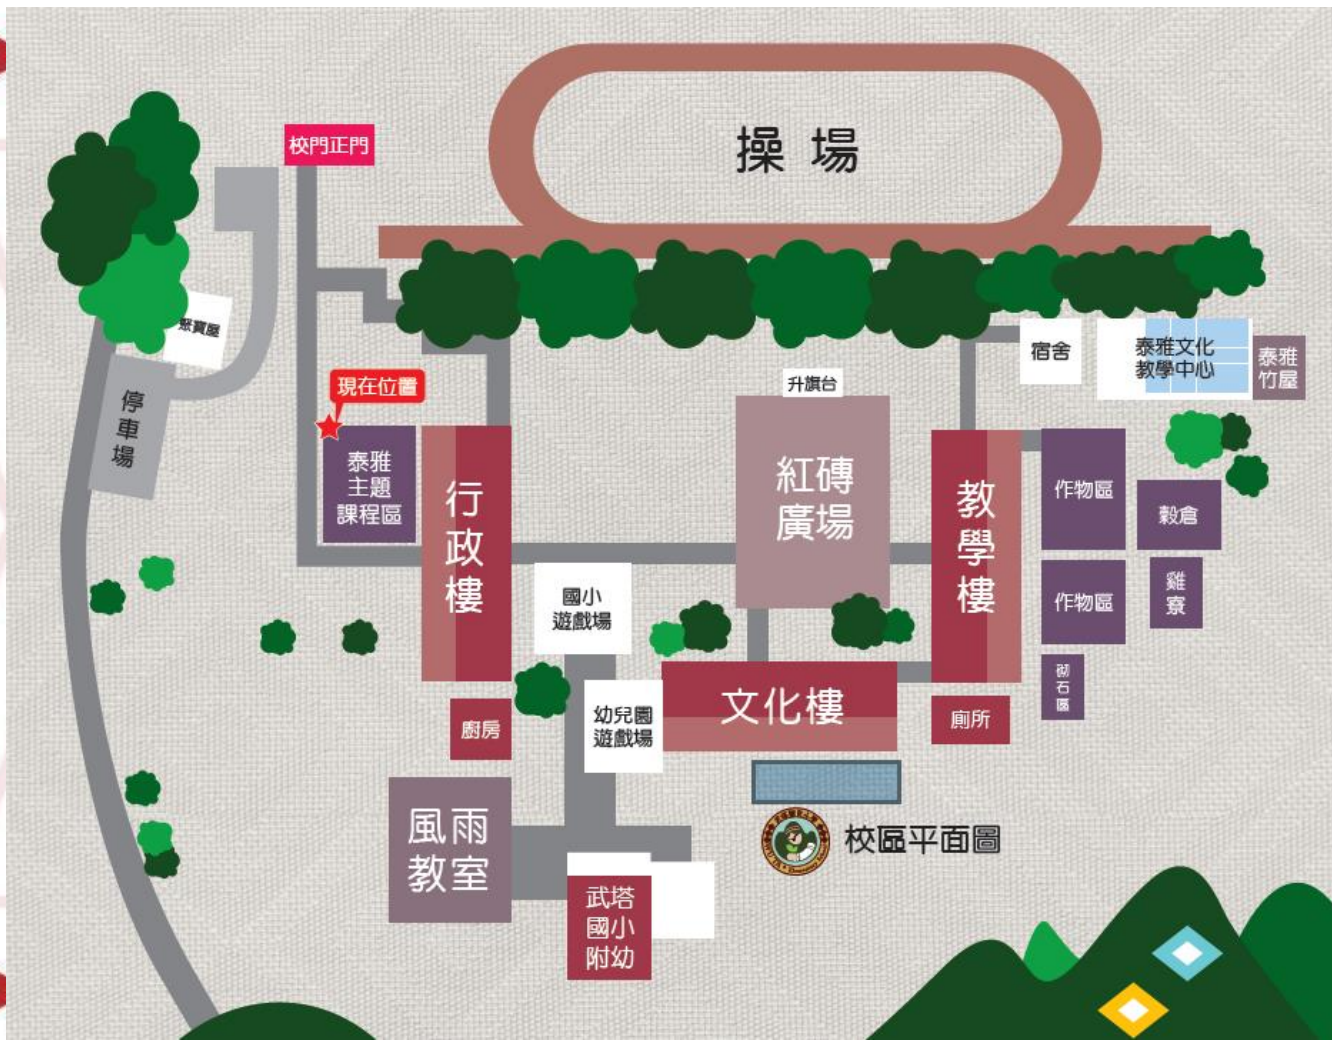 操場
校門正門
聚寶屋
宿舍
泰雅文化
教學中心
泰雅
竹屋
現在位置
升旗台
停
車
場
泰雅
主題
課程區
行
政
樓
紅磚
廣場
教
學
樓
作物區
穀倉
國小
遊戲場
作物區
雞
寮
砌
石
區
文化樓
幼兒園
遊戲場
廚房
廁所
風雨
教室
校區平面圖
武塔
國小
附幼